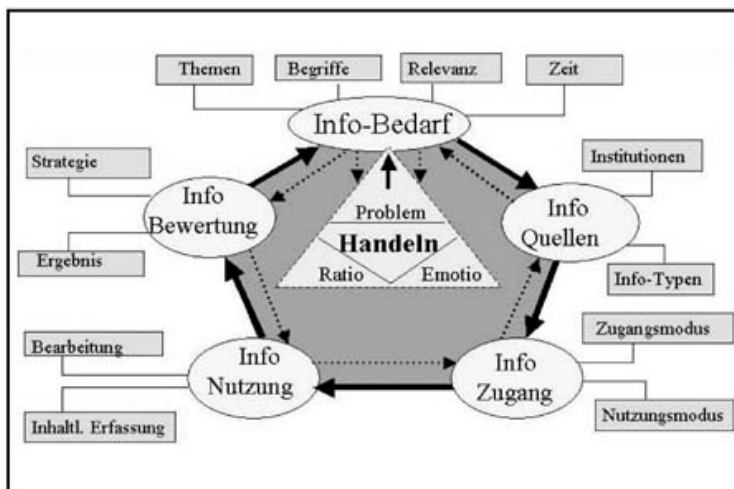 Themen
Begriffe
Relevanz
Zeit
Info-Bedarf
Strategie
Institutionen
Info
Bewertung
Problem
Handeln
Ratio
Emotio
Info
Quellen
Ergebnis
Info-Typen
Bearbeitung
Info
Nutzung
Info
Zugang
Zugangsmodus
Inhaltl. Erfassung
Nutzungsmodus